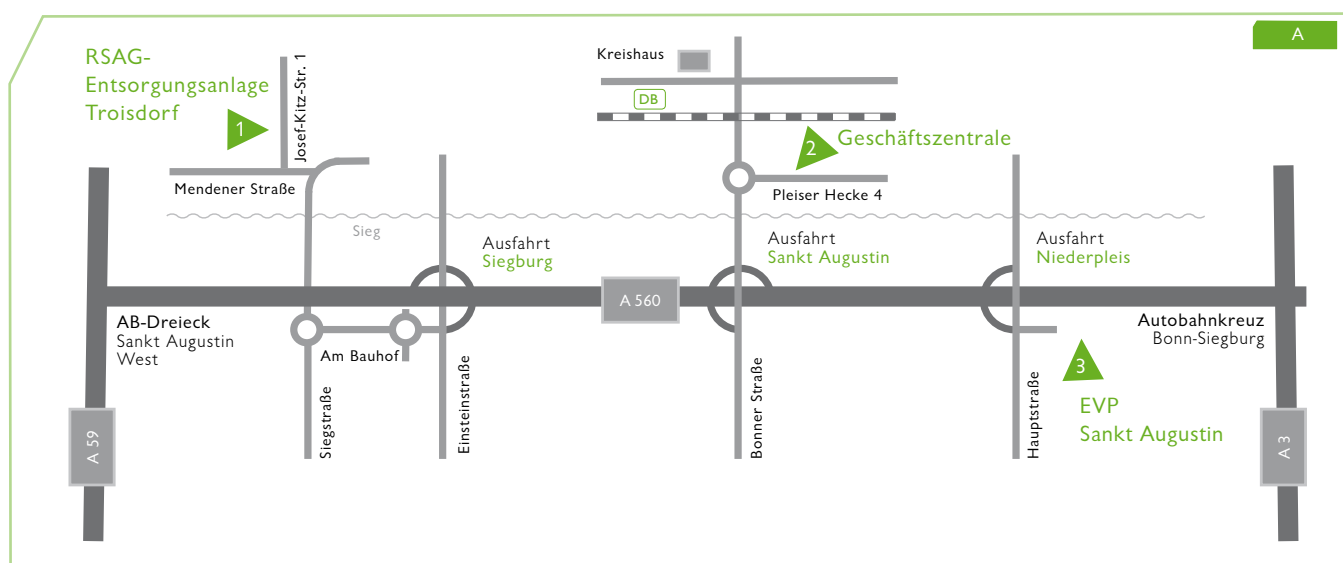 A
RSAG-
Entsorgungsanlage
Troisdorf
1
Josef-Kitz-Str. 1
Mendener Straße
Kreishaus
DB
2
Geschäftszentrale
Pleiser Hecke 4
Sieg
Ausfahrt
Siegburg
Ausfahrt
Sankt Augustin
Ausfahrt
Niederpleis
A 560
AB-Dreieck
Sankt Augustin
West
Am Bauhof
Autobahnkreuz
Bonn-Siegburg
3
EVP
Sankt Augustin
A 59
Siegstraße
Einsteinstraße
Bonner Straße
Hauptstraße
A 3